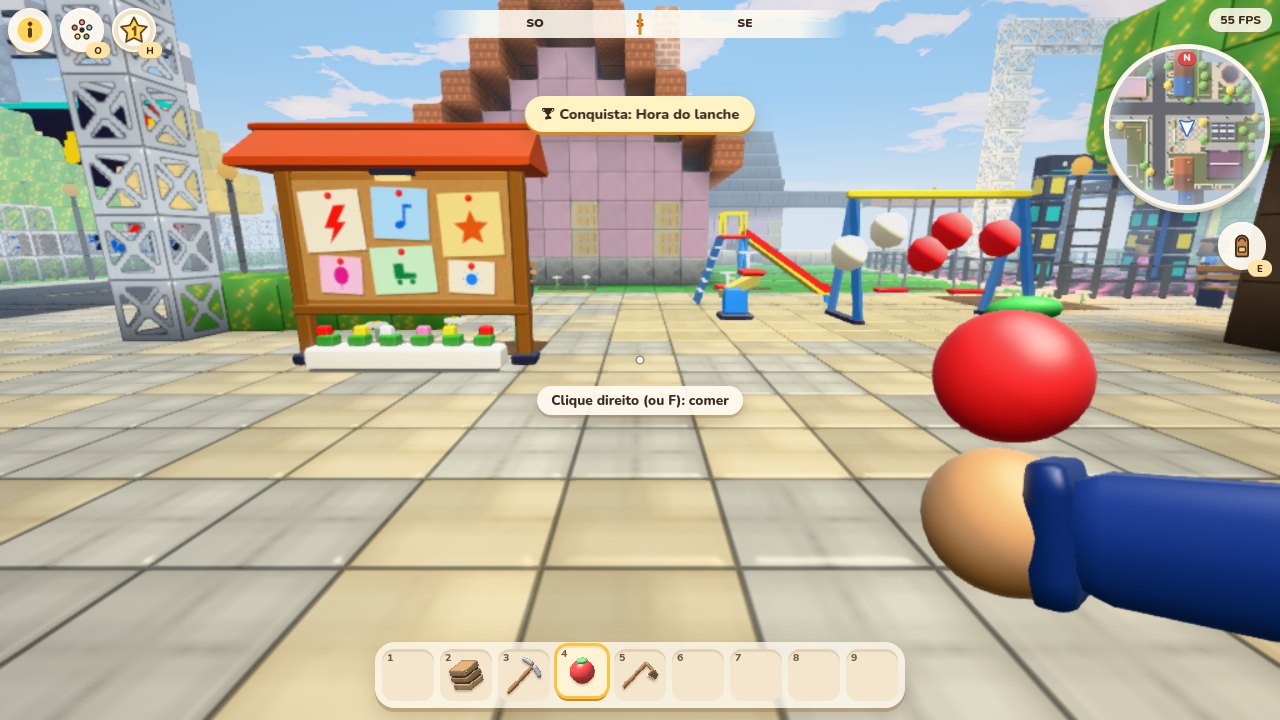 SO
S
SE
55 FPS
1
O
H
N
Conquista: Hora do lanche
E
Clique direito (ou F): comer
1
2
3
4
5
6
7
8
9